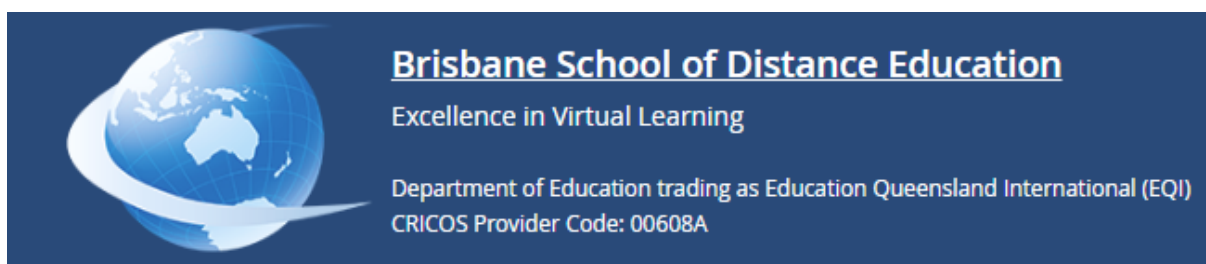 Brisbane School of Distance Education
Excellence in Virtual Learning
Department of Education trading as Education Queensland International (EQI)
CRICOS Provider Code: 00608A